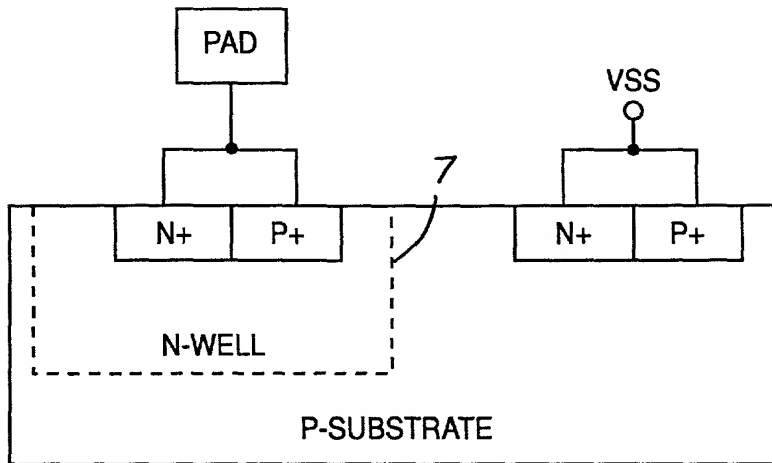 PAD
VSS
7
N+ P+ N+ P+
N-WELL
P-SUBSTRATE